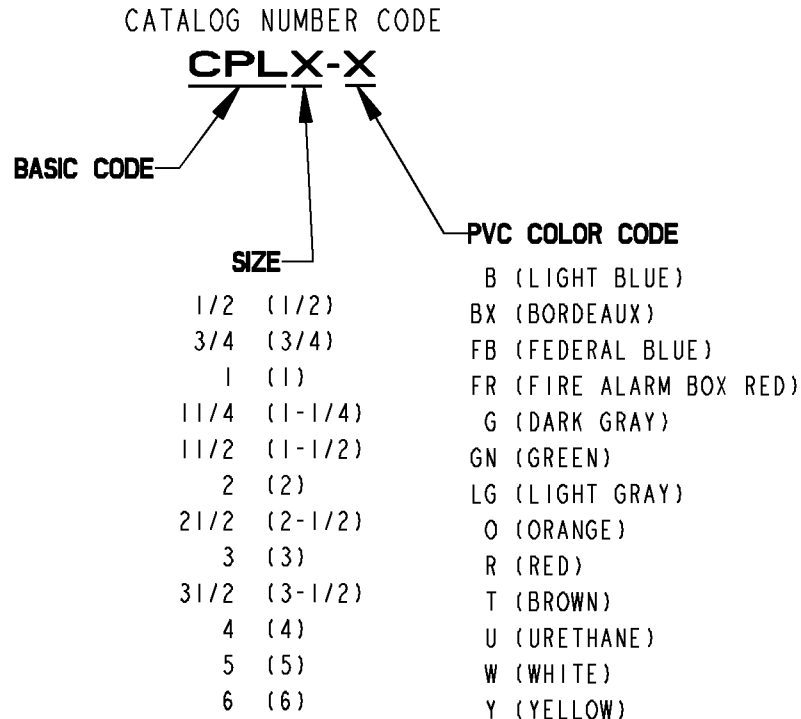 CATALOG NUMBER CODE
CPLX-X
BASIC CODE
SIZE
1/2 (1/2)
3/4 (3/4)
1 (1)
11/4 (1-1/4)
11/2 (1-1/2)
2 (2)
21/2 (2-1/2)
3 (3)
31/2 (3-1/2)
4 (4)
5 (5)
6 (6)
PVC COLOR CODE
B (LIGHT BLUE)
BX (BORDEAUX)
FB (FEDERAL BLUE)
FR (FIRE ALARM BOX RED)
G (DARK GRAY)
GN (GREEN)
LG (LIGHT GRAY)
O (ORANGE)
R (RED)
T (BROWN)
U (URETHANE)
W (WHITE)
Y (YELLOW)